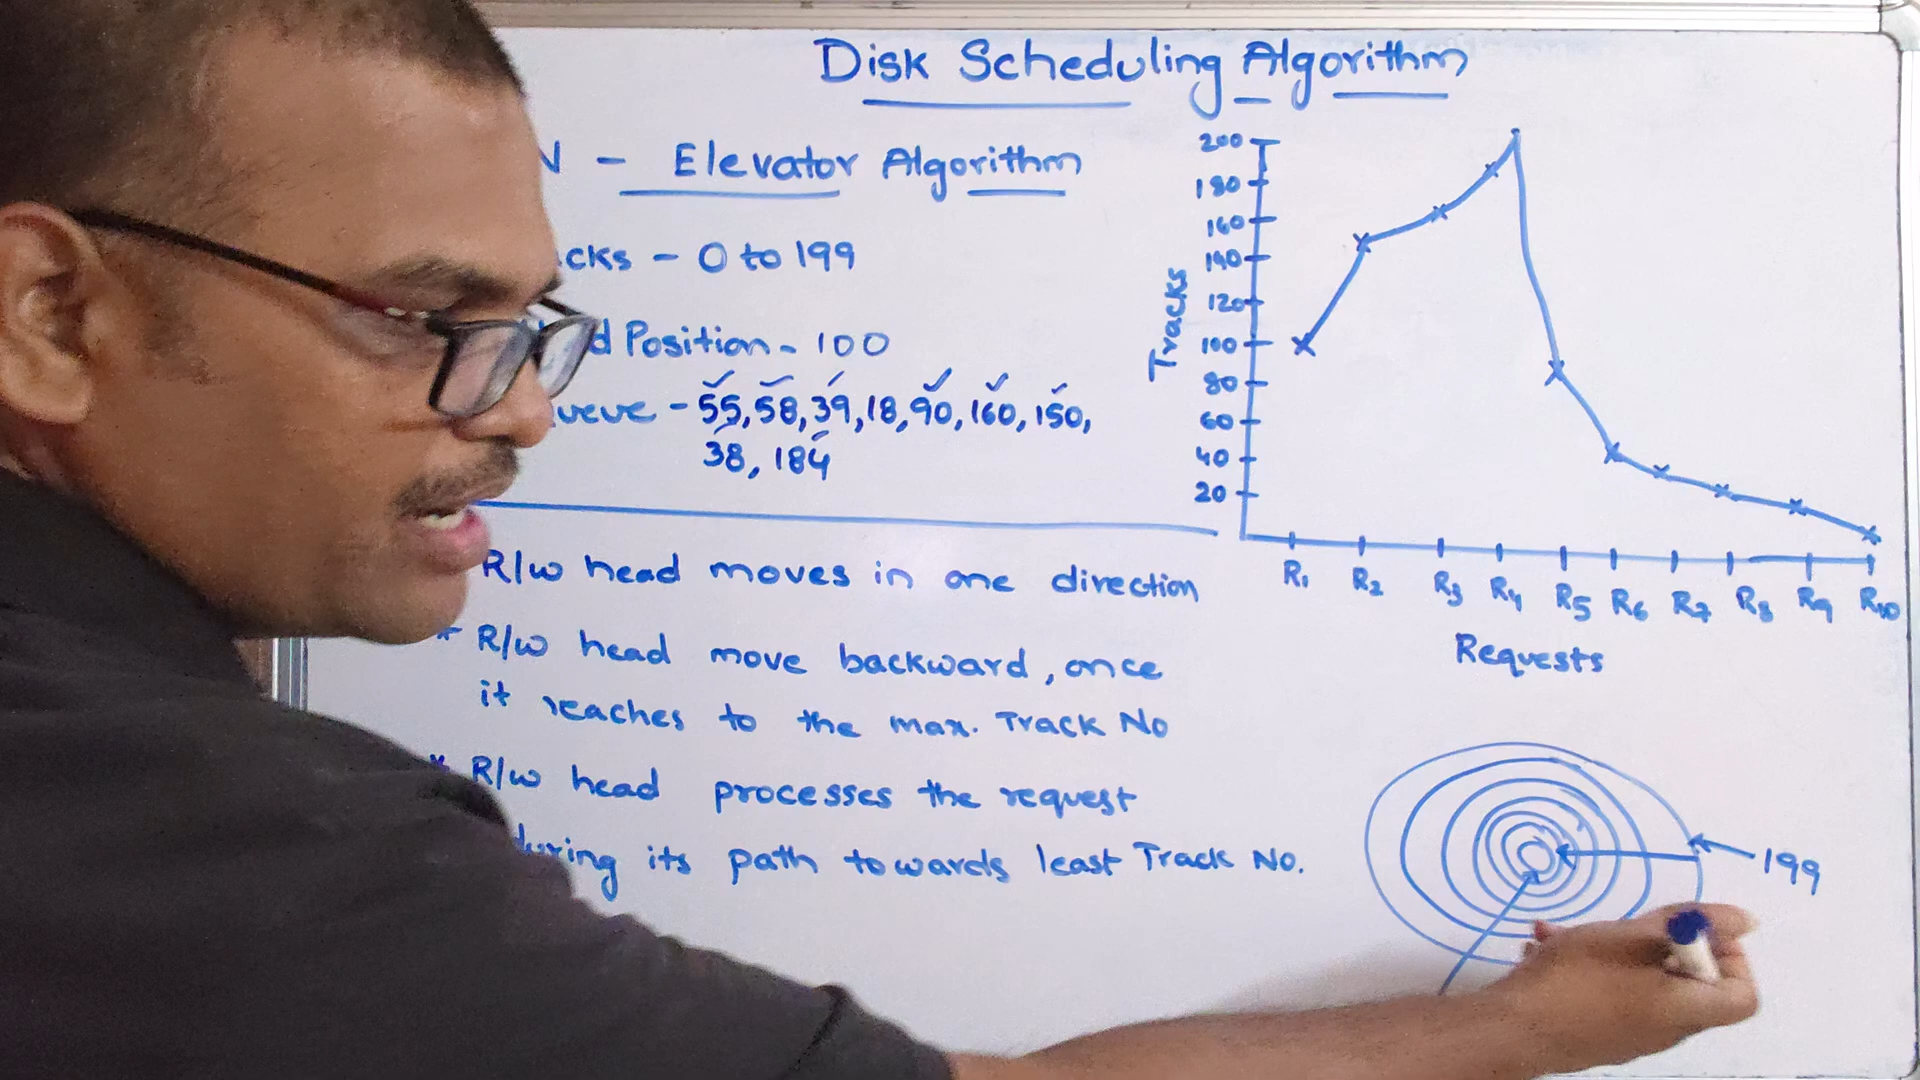 Disk Scheduling Algorithm
N - Elevator Algorithm
cks - 0 to 199
d Position - 100
ueue - 55, 58, 39, 18, 90, 160, 150,
38, 184
R/W head moves in one direction
* R/W head move backward, once
it reaches to the max. Track No
* R/W head processes the request
during its path towards least Track No.
Tracks
200
180
160
140
120
100
80
60
40
20
R1 R2 R3 R4 R5 R6 R7 R8 R9 R10
Requests
199